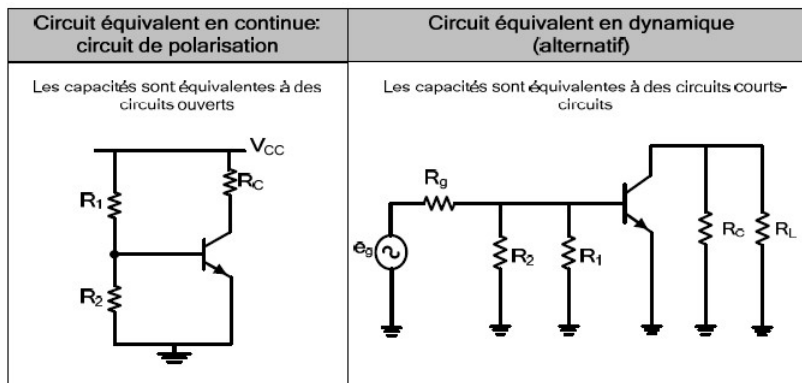 Circuit équivalent en continue:
circuit de polarisation
Circuit équivalent en dynamique
(alternatif)
Les capacités sont équivalentes à des
circuits ouverts
Les capacités sont équivalentes à des circuits courts-
circuits
VCC
RC
R1
R2
Rg
eg
R2
R1
RC
RL